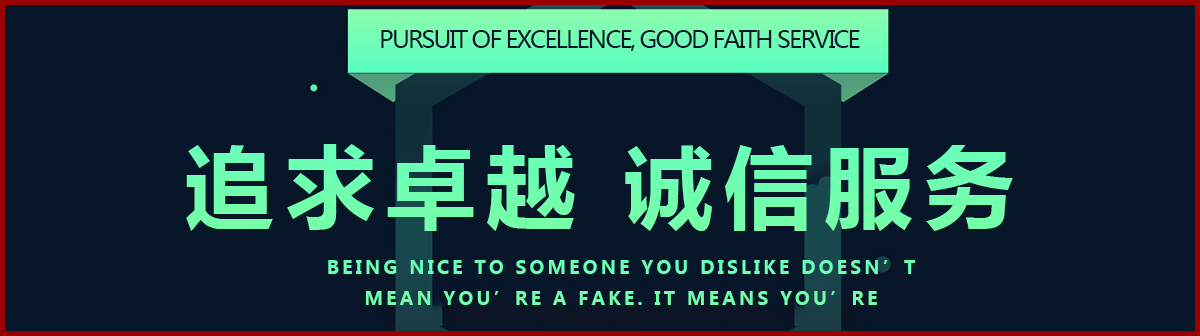 PURSUIT OF EXCELLENCE, GOOD FAITH SERVICE
追求卓越 诚信服务
BEING NICE TO SOMEONE YOU DISLIKE DOESN’T
MEAN YOU’RE A FAKE. IT MEANS YOU’RE